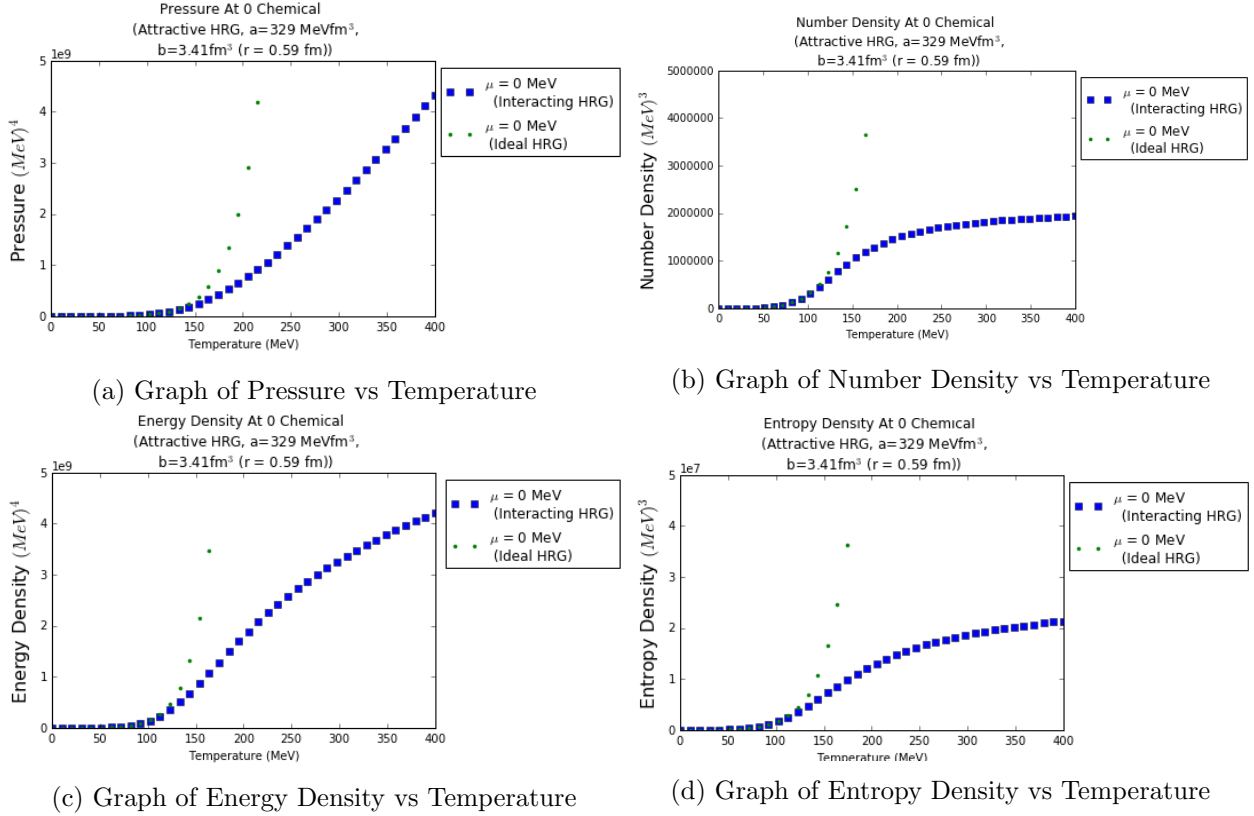 Pressure At 0 Chemical
(Attractive HRG, a=329 MeVfm³,
b=3.41fm³ (r = 0.59 fm))
1e9
5
4
3
2
1
0
Pressure (MeV)⁴
0 50 100 150 200 250 300 350 400
Temperature (MeV)
μ = 0 MeV
(Interacting HRG)
μ = 0 MeV
(Ideal HRG)
(a) Graph of Pressure vs Temperature
Number Density At 0 Chemical
(Attractive HRG, a=329 MeVfm³,
b=3.41fm³ (r = 0.59 fm))
5000000
4000000
3000000
2000000
1000000
0
Number Density (MeV)³
0 50 100 150 200 250 300 350 400
Temperature (MeV)
μ = 0 MeV
(Interacting HRG)
μ = 0 MeV
(Ideal HRG)
(b) Graph of Number Density vs Temperature
Energy Density At 0 Chemical
(Attractive HRG, a=329 MeVfm³,
b=3.41fm³ (r = 0.59 fm))
1e9
5
4
3
2
1
0
Energy Density (MeV)⁴
0 50 100 150 200 250 300 350 400
Temperature (MeV)
μ = 0 MeV
(Interacting HRG)
μ = 0 MeV
(Ideal HRG)
(c) Graph of Energy Density vs Temperature
Entropy Density At 0 Chemical
(Attractive HRG, a=329 MeVfm³,
b=3.41fm³ (r = 0.59 fm))
1e7
5
4
3
2
1
0
Entropy Density (MeV)³
0 50 100 150 200 250 300 350 400
Temperature (MeV)
μ = 0 MeV
(Interacting HRG)
μ = 0 MeV
(Ideal HRG)
(d) Graph of Entropy Density vs Temperature